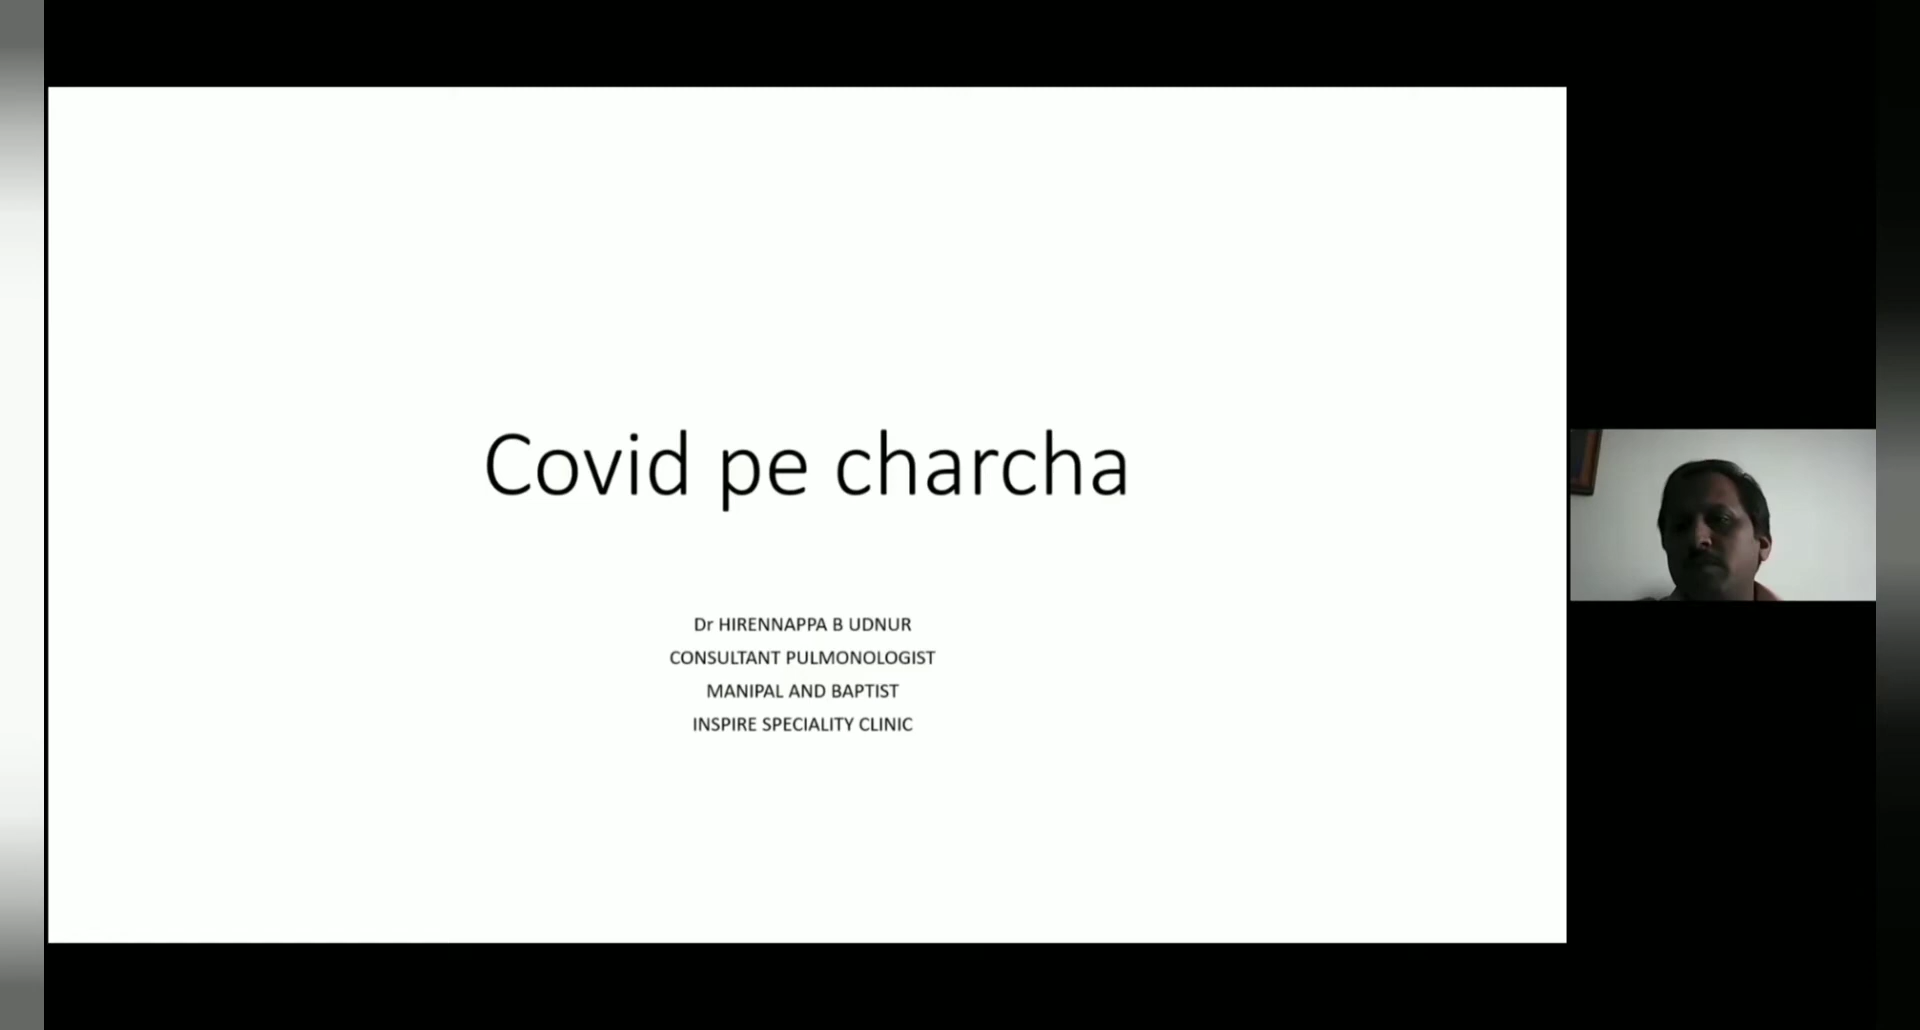 Covid pe charcha
Dr HIRENNAPPA B UDNUR
CONSULTANT PULMONOLOGIST
MANIPAL AND BAPTIST
INSPIRE SPECIALITY CLINIC